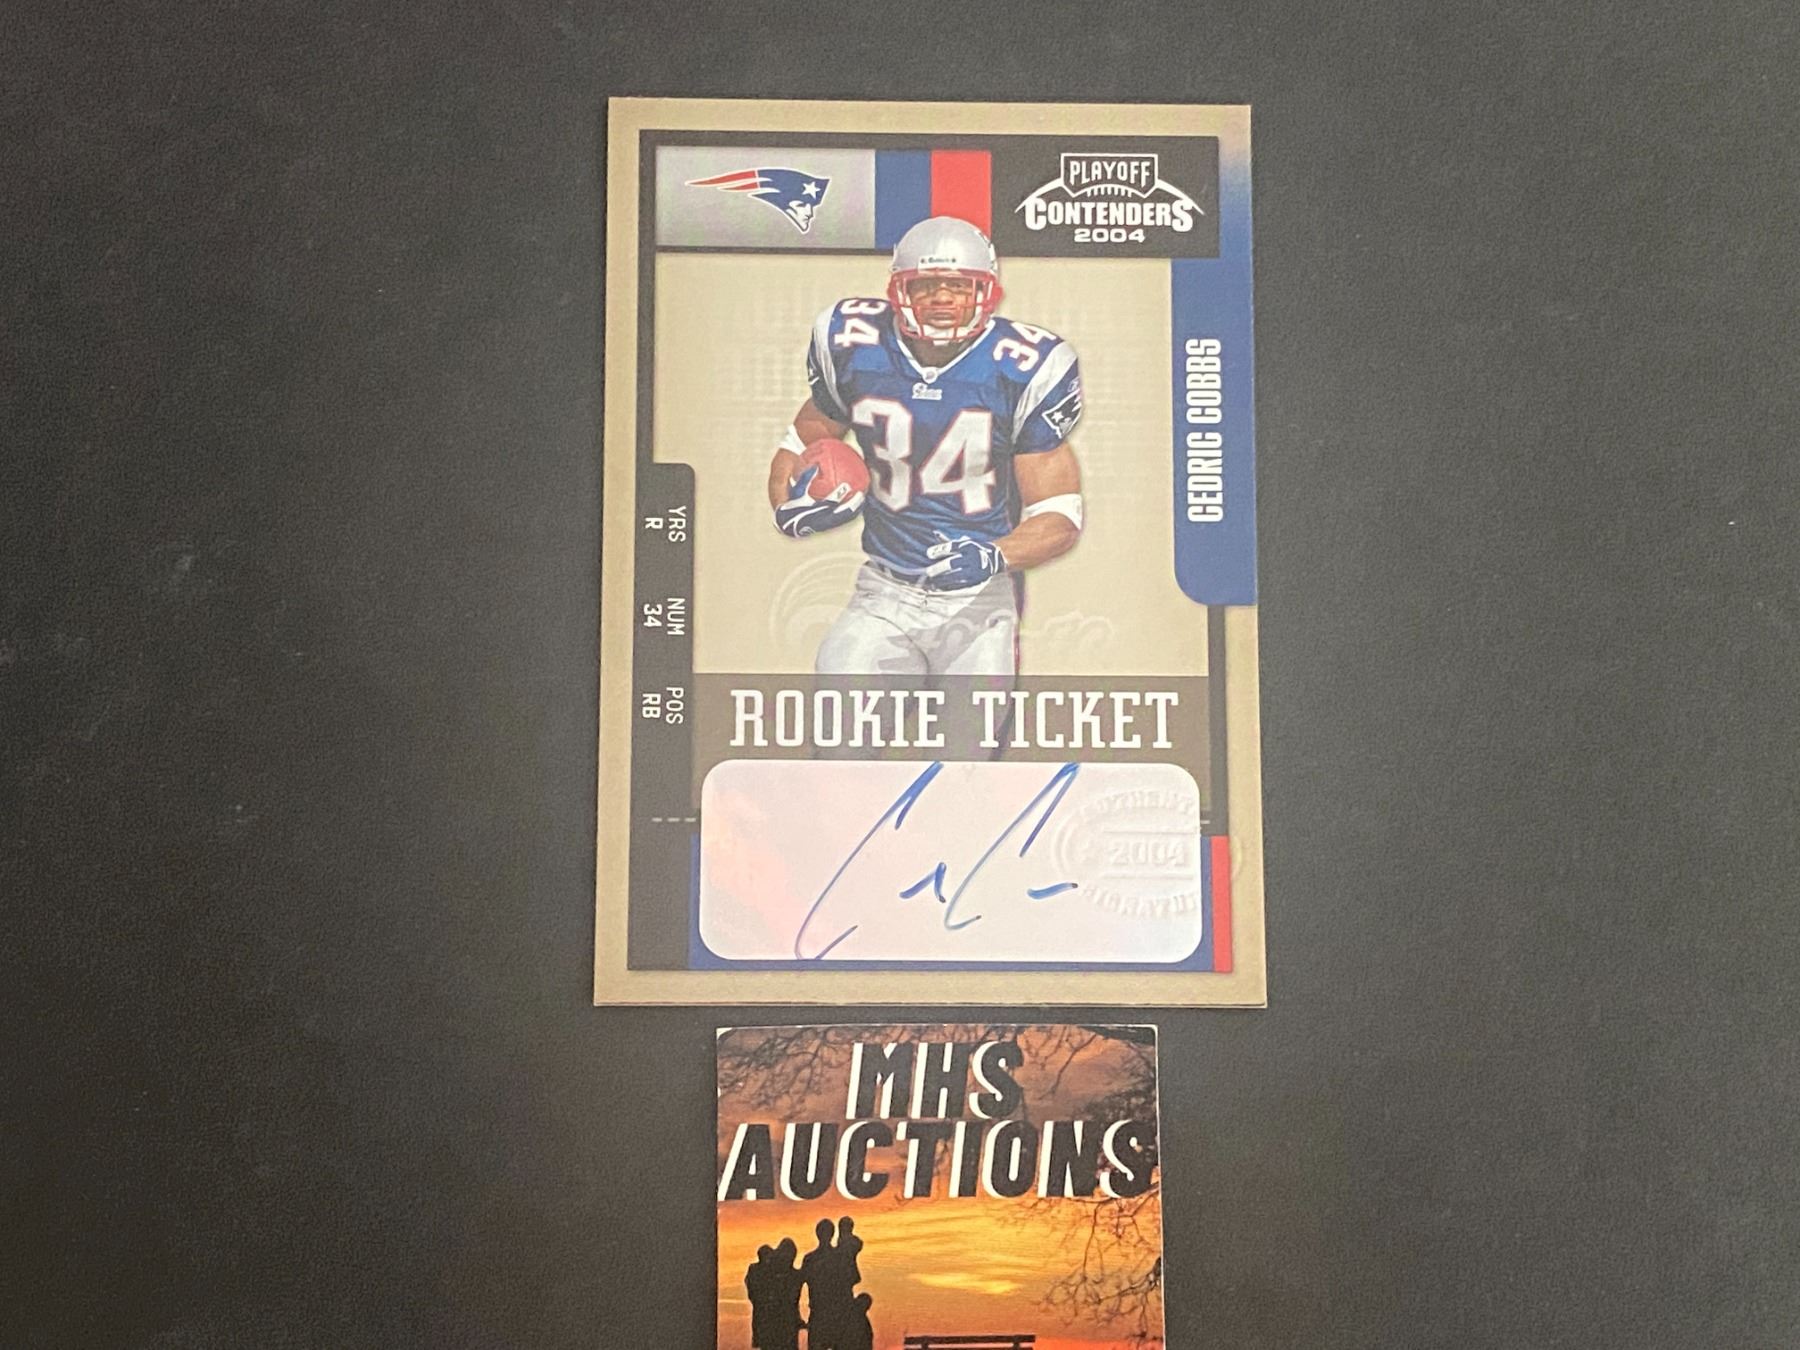 PLAYOFF
CONTENDERS
2004
34
34
34
CEDRIC COBBS
YRS NUM POS
R 34 RB
ROOKIE TICKET
2004
MHS
AUCTIONS